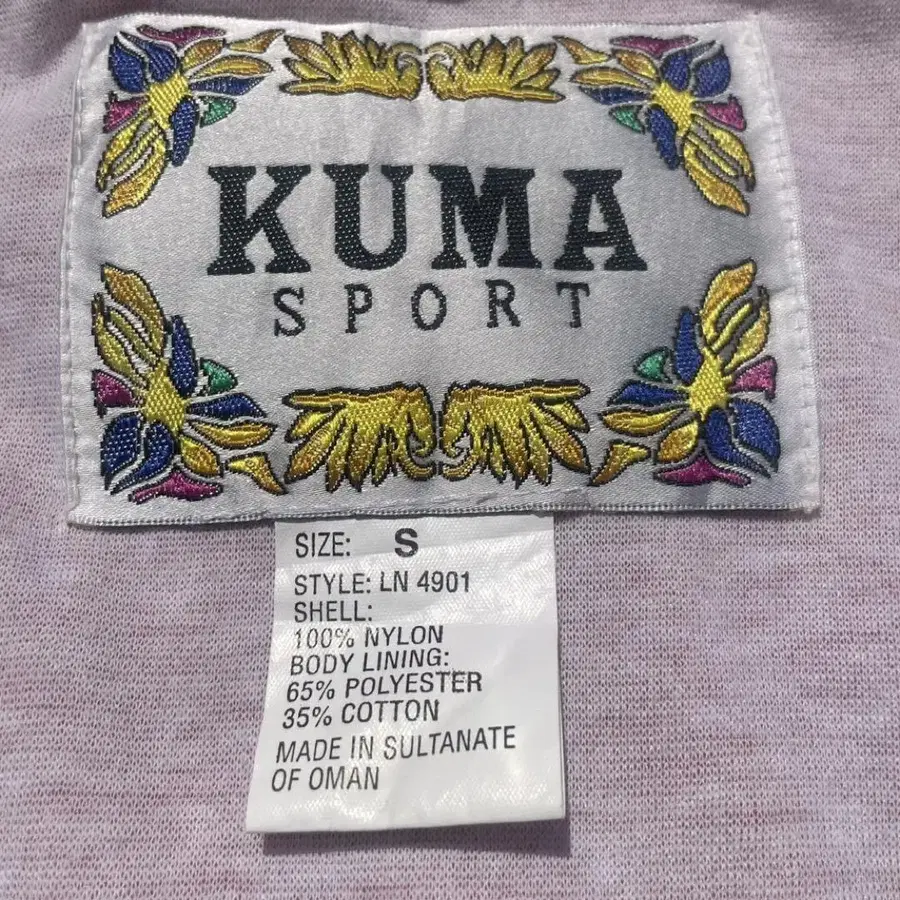 KUMA
SPORT
SIZE: S
STYLE: LN 4901
SHELL:
100% NYLON
BODY LINING:
65% POLYESTER
35% COTTON
MADE IN SULTANATE
OF OMAN